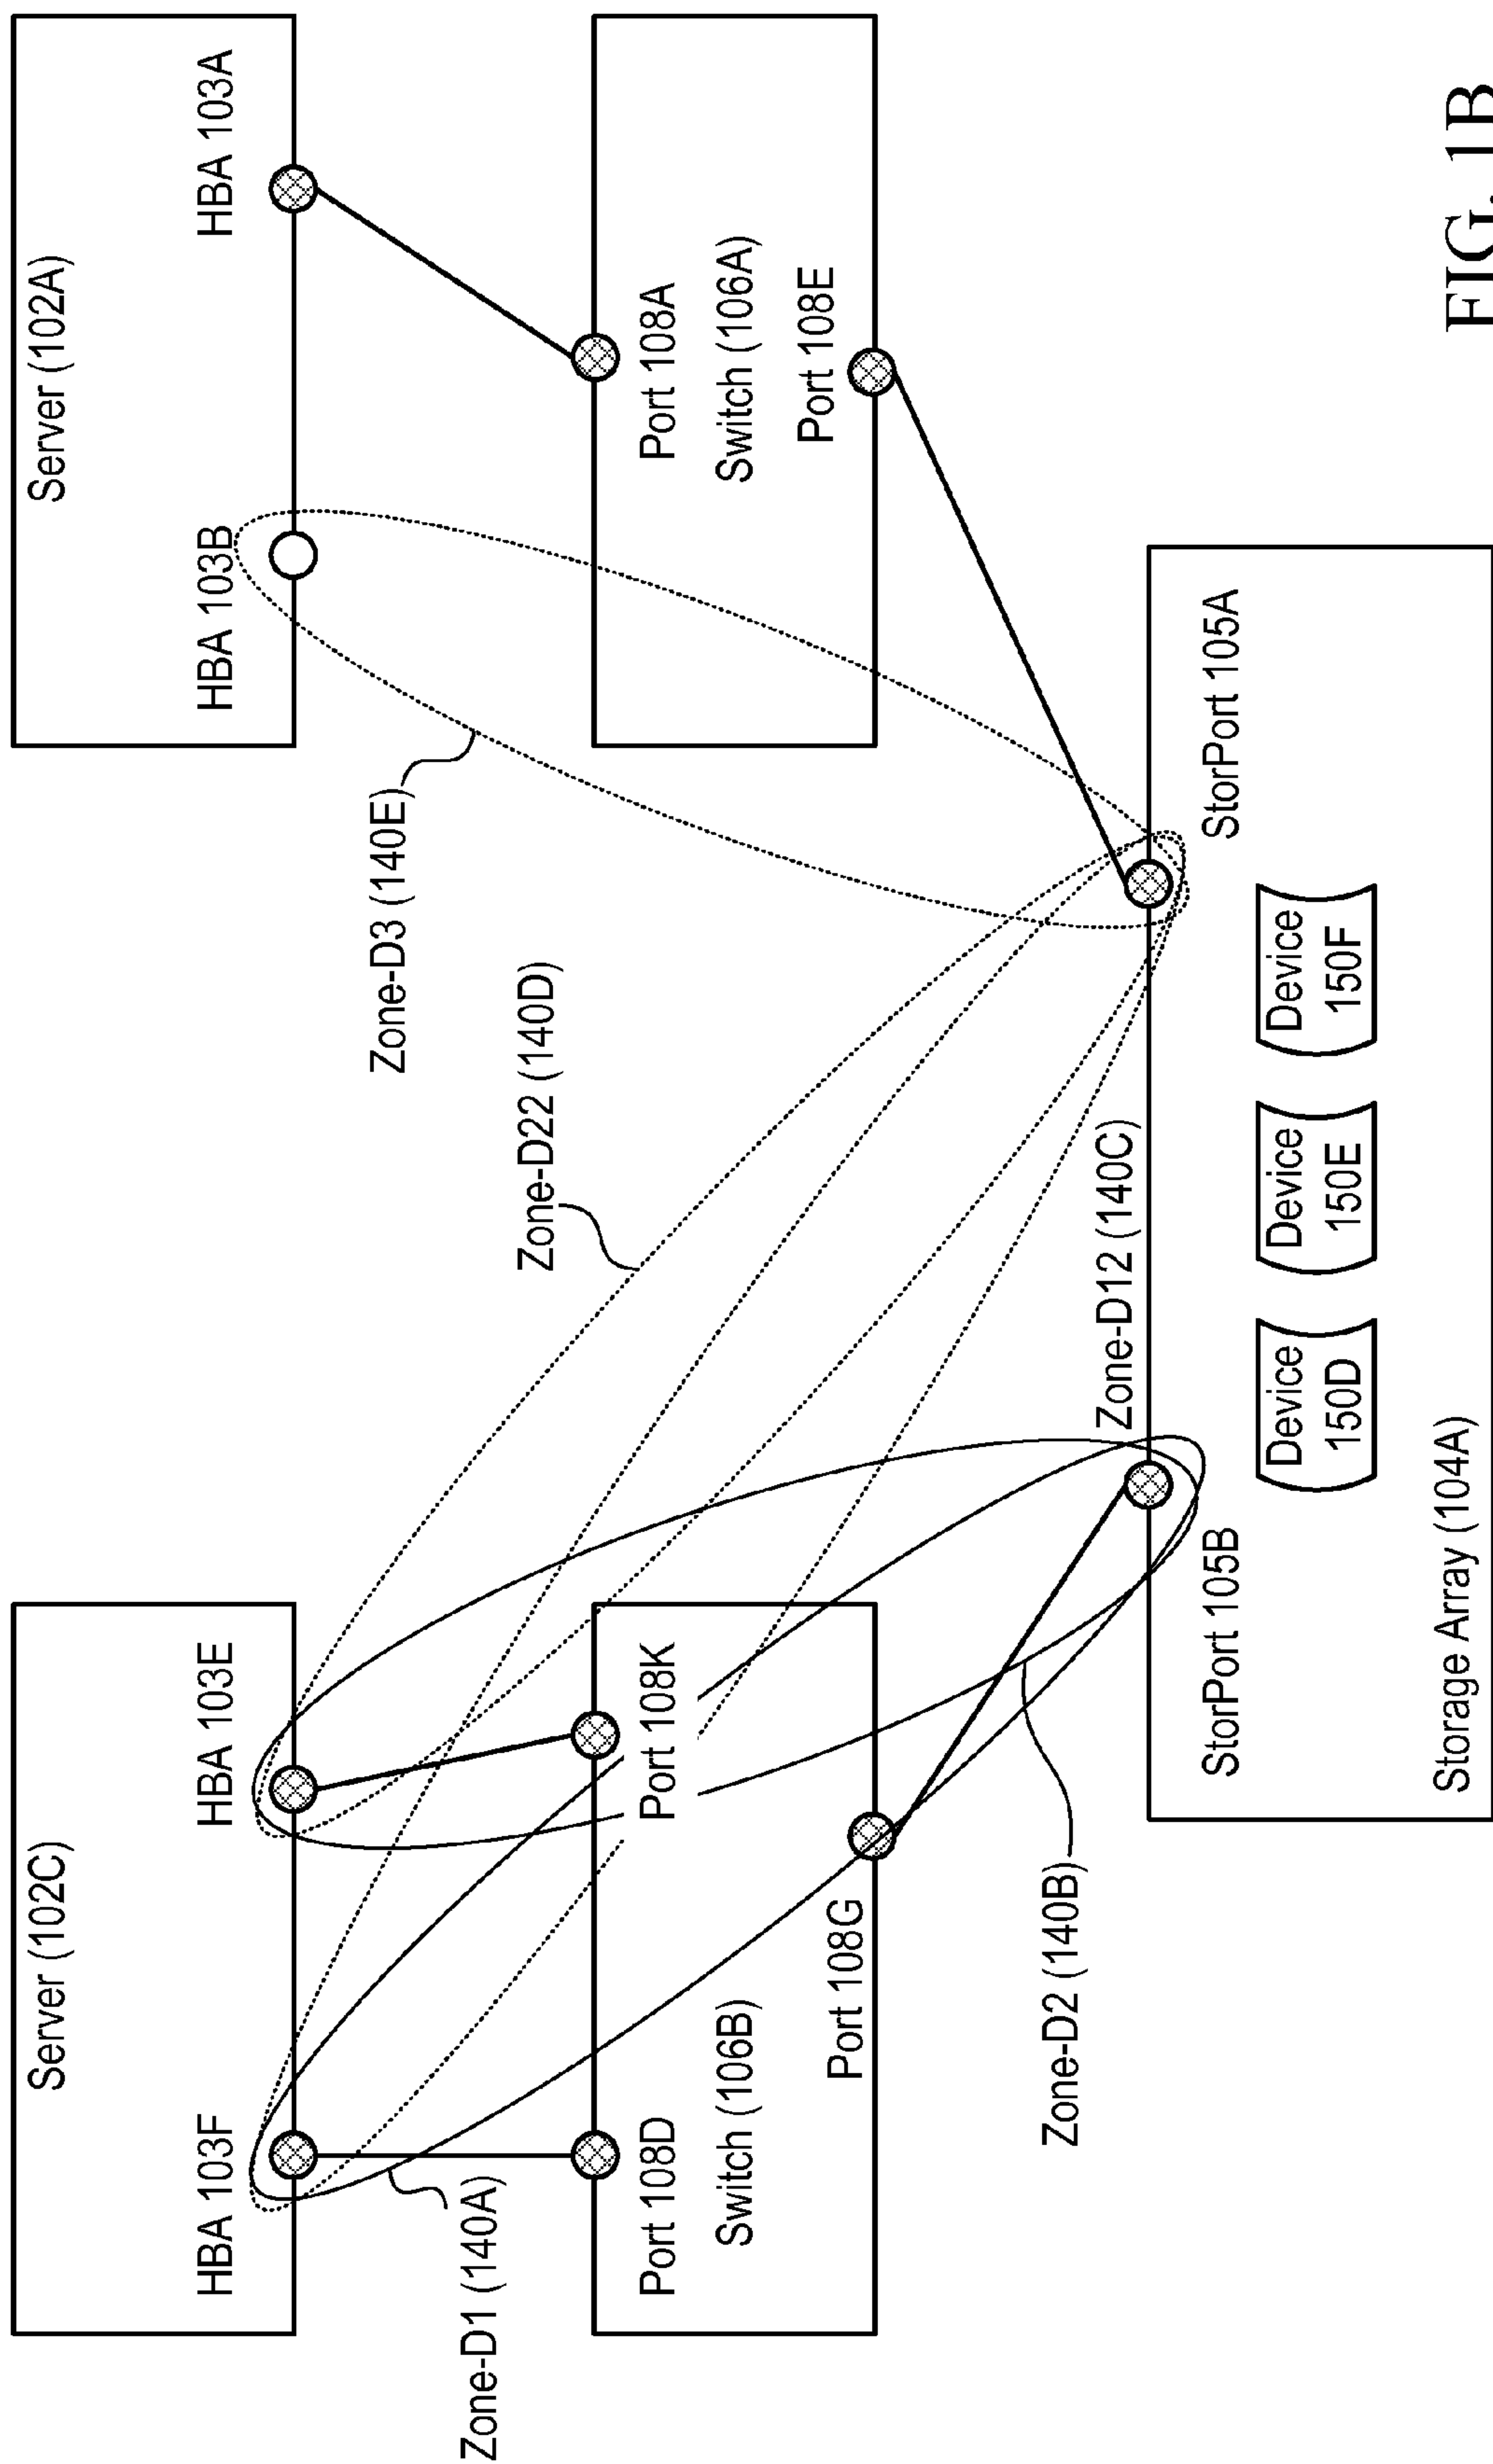 Server (102C)
Server (102A)
HBA 103F
HBA 103E
HBA 103B
HBA 103A
Zone-D3 (140E)
Zone-D1 (140A)
Zone-D22 (140D)
Port 108D
Port 108K
Port 108A
Switch (106B)
Switch (106A)
Port 108G
Port 108E
Zone-D2 (140B)
Zone-D12 (140C)
StorPort 105B
StorPort 105A
Device
150D
Device
150E
Device
150F
Storage Array (104A)
FIG. 1B